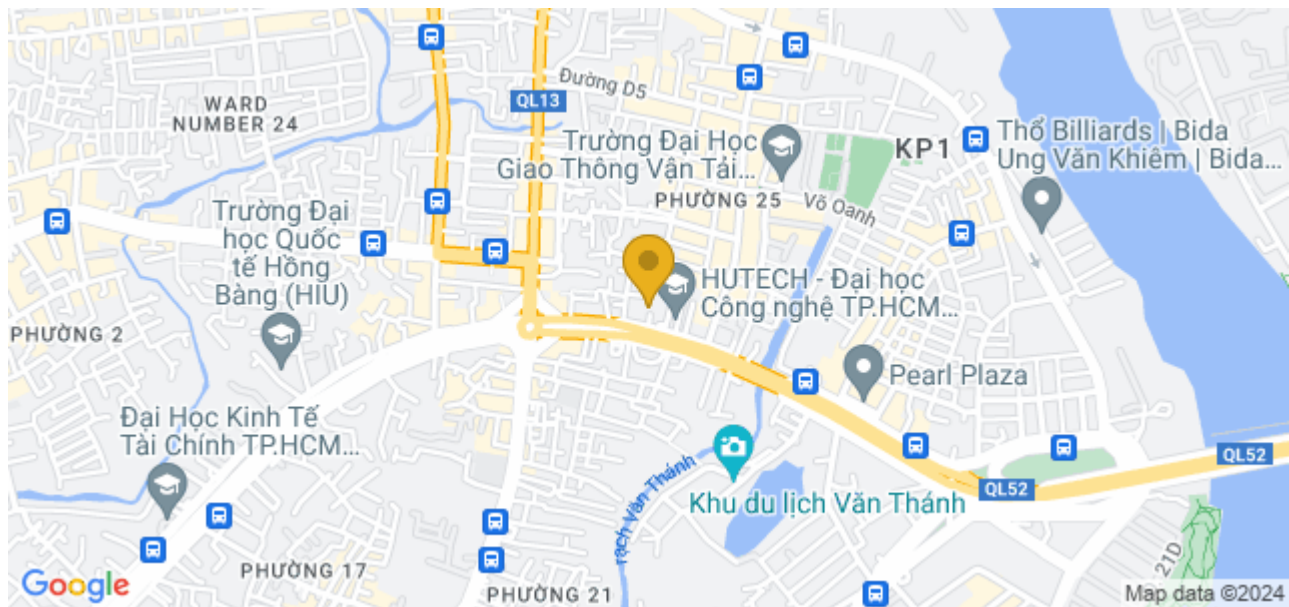 Đường D5
WARD
NUMBER 24
QL13
Trường Đại Học
Giao Thông Vận Tải...
KP1
Thổ Billiards | Bida
Ung Văn Khiêm | Bida...
PHƯỜNG 25
Võ Oanh
Trường Đại
học Quốc
tế Hồng
Bàng (HIU)
HUTECH - Đại học
Công nghệ TP.HCM...
PHƯỜNG 2
Pearl Plaza
Đại Học Kinh Tế
Tài Chính TP.HCM...
rạch Văn Thánh
Khu du lịch Văn Thánh
QL52
QL52
21D
PHƯỜNG 17
PHƯỜNG 21
Google
Map data ©2024